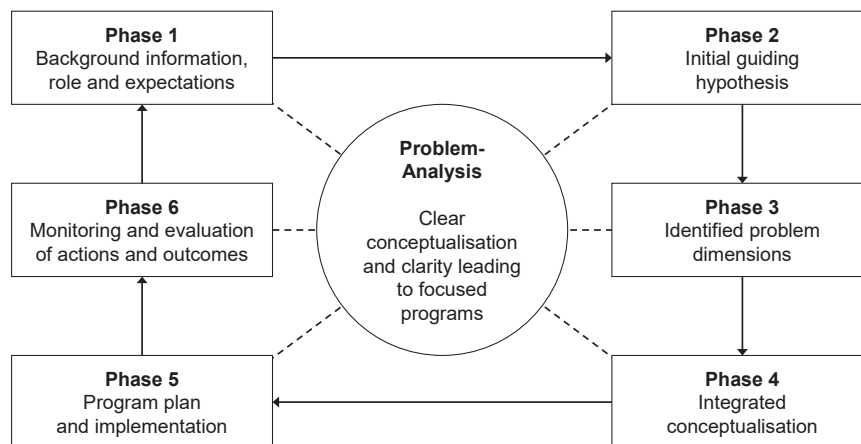 Phase 1
Background information,
role and expectations
Phase 2
Initial guiding
hypothesis
Problem-
Analysis
Clear
conceptualisation
and clarity leading
to focused
programs
Phase 6
Monitoring and evaluation
of actions and outcomes
Phase 3
Identified problem
dimensions
Phase 5
Program plan
and implementation
Phase 4
Integrated
conceptualisation